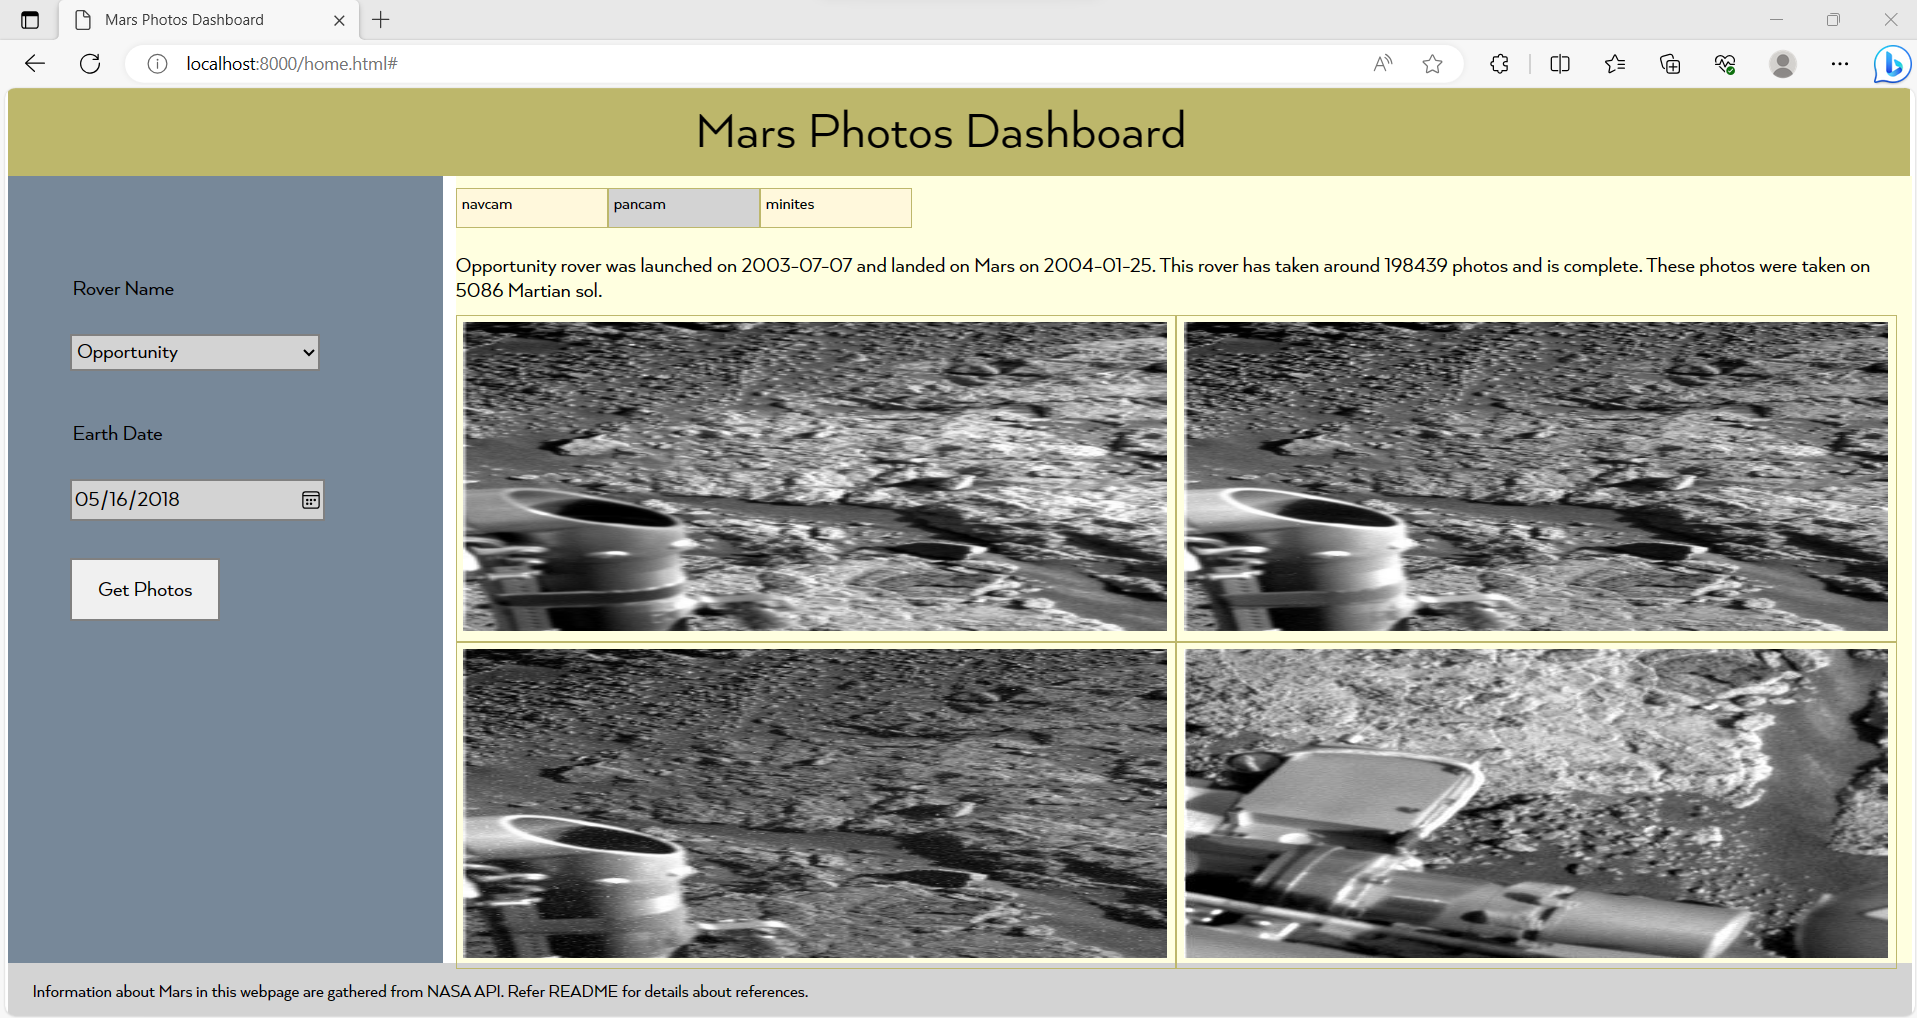 Mars Photos Dashboard
localhost:8000/home.html#
Mars Photos Dashboard
navcam
pancam
minites
Rover Name
Opportunity
Earth Date
05/16/2018
Get Photos
Opportunity rover was launched on 2003-07-07 and landed on Mars on 2004-01-25. This rover has taken around 198439 photos and is complete. These photos were taken on
5086 Martian sol.
Information about Mars in this webpage are gathered from NASA API. Refer README for details about references.